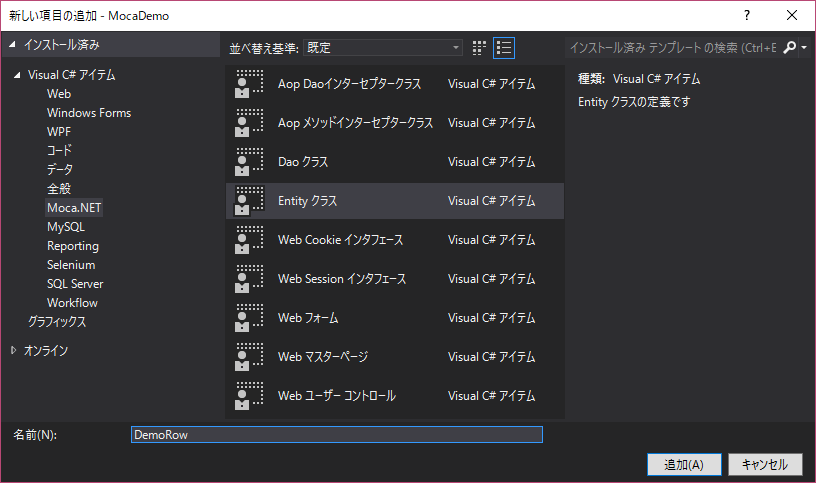 新しい項目の追加 - MocaDemo
インストール済み
並べ替え基準: 既定
インストール済み テンプレート の検索 (Ctrl+E
Visual C# アイテム
Web
Windows Forms
WPF
コード
データ
全般
Moca.NET
MySQL
Reporting
Selenium
SQL Server
Workflow
グラフィックス
オンライン
Aop Daoインターセプタークラス Visual C# アイテム
Aop メソッドインターセプタークラス Visual C# アイテム
Dao クラス Visual C# アイテム
Entity クラス Visual C# アイテム
Web Cookie インタフェース Visual C# アイテム
Web Session インタフェース Visual C# アイテム
Web フォーム Visual C# アイテム
Web マスターページ Visual C# アイテム
Web ユーザー コントロール Visual C# アイテム
種類: Visual C# アイテム
Entity クラスの定義です
名前(N): DemoRow
追加(A) キャンセル